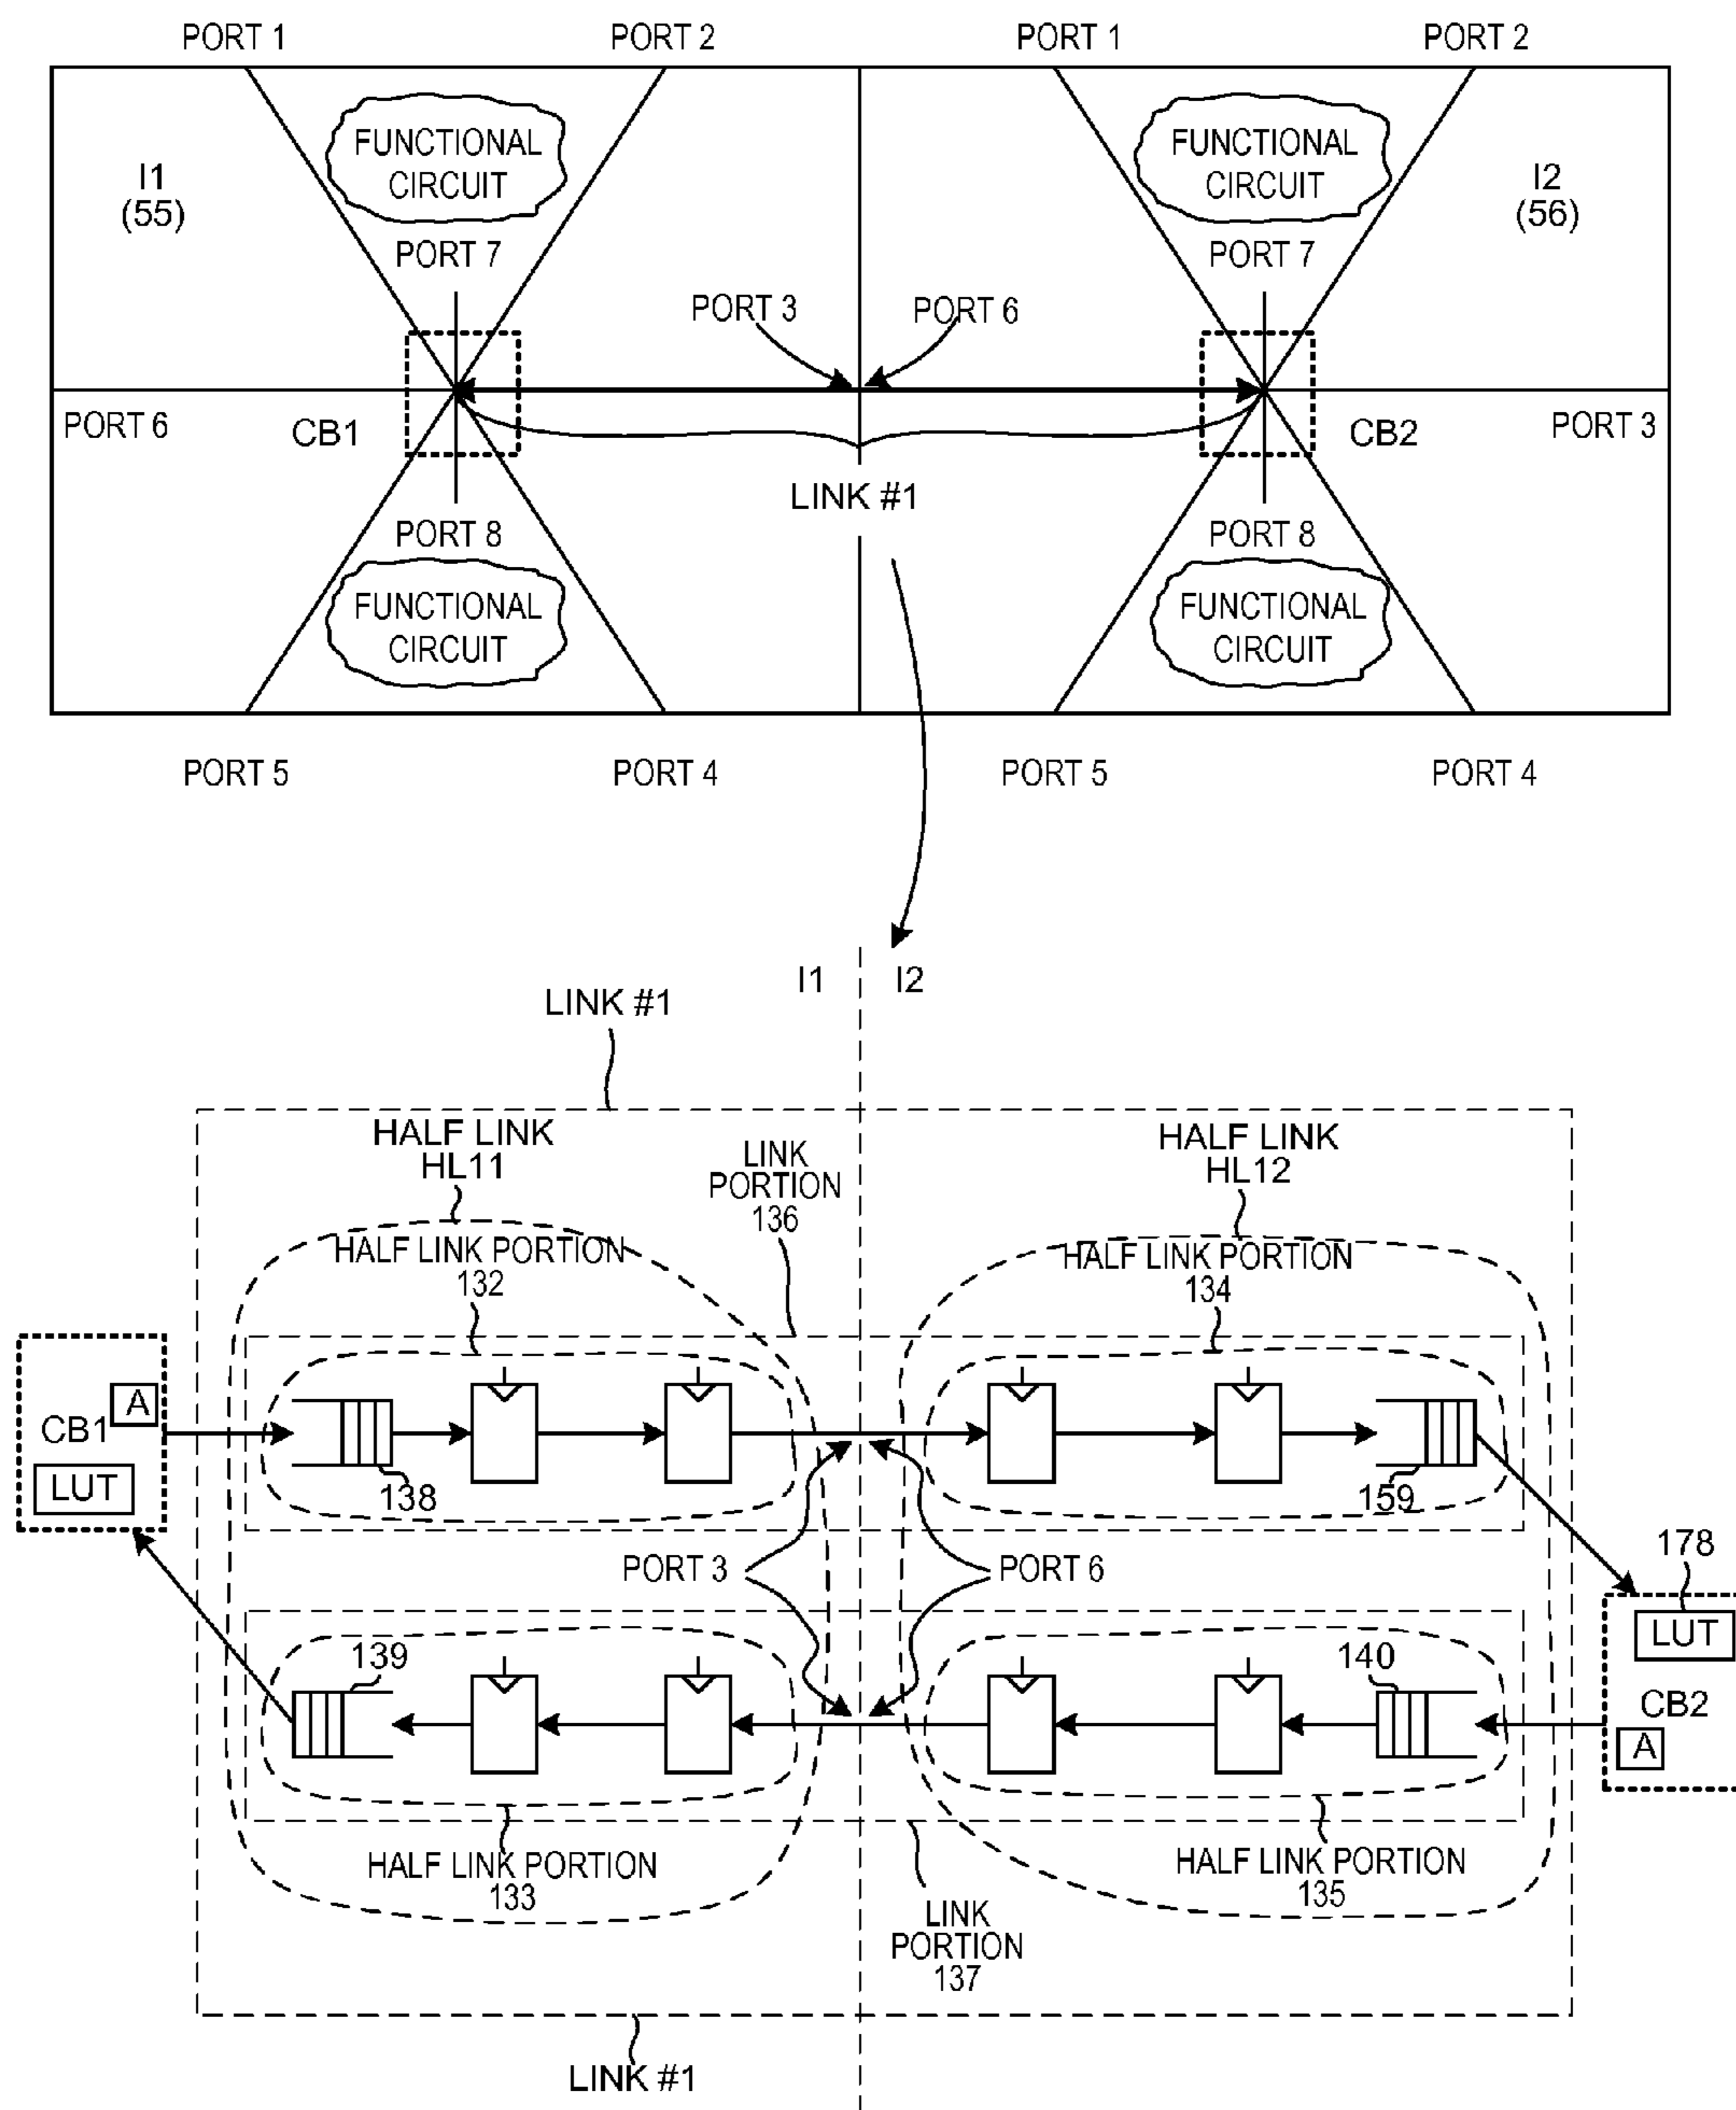 PORT 1
PORT 2
PORT 1
PORT 2
FUNCTIONAL
CIRCUIT
FUNCTIONAL
CIRCUIT
I1
(55)
I2
(56)
PORT 7
PORT 7
PORT 3
PORT 6
PORT 6
CB1
CB2
PORT 3
LINK #1
PORT 8
PORT 8
FUNCTIONAL
CIRCUIT
FUNCTIONAL
CIRCUIT
PORT 5
PORT 4
PORT 5
PORT 4
I1
I2
LINK #1
HALF LINK
HL11
LINK
PORTION
136
HALF LINK
HL12
HALF LINK PORTION
132
HALF LINK PORTION
134
A
CB1
LUT
138
159
PORT 3
PORT 6
178
LUT
139
140
CB2
A
HALF LINK PORTION
133
HALF LINK PORTION
135
LINK
PORTION
137
LINK #1